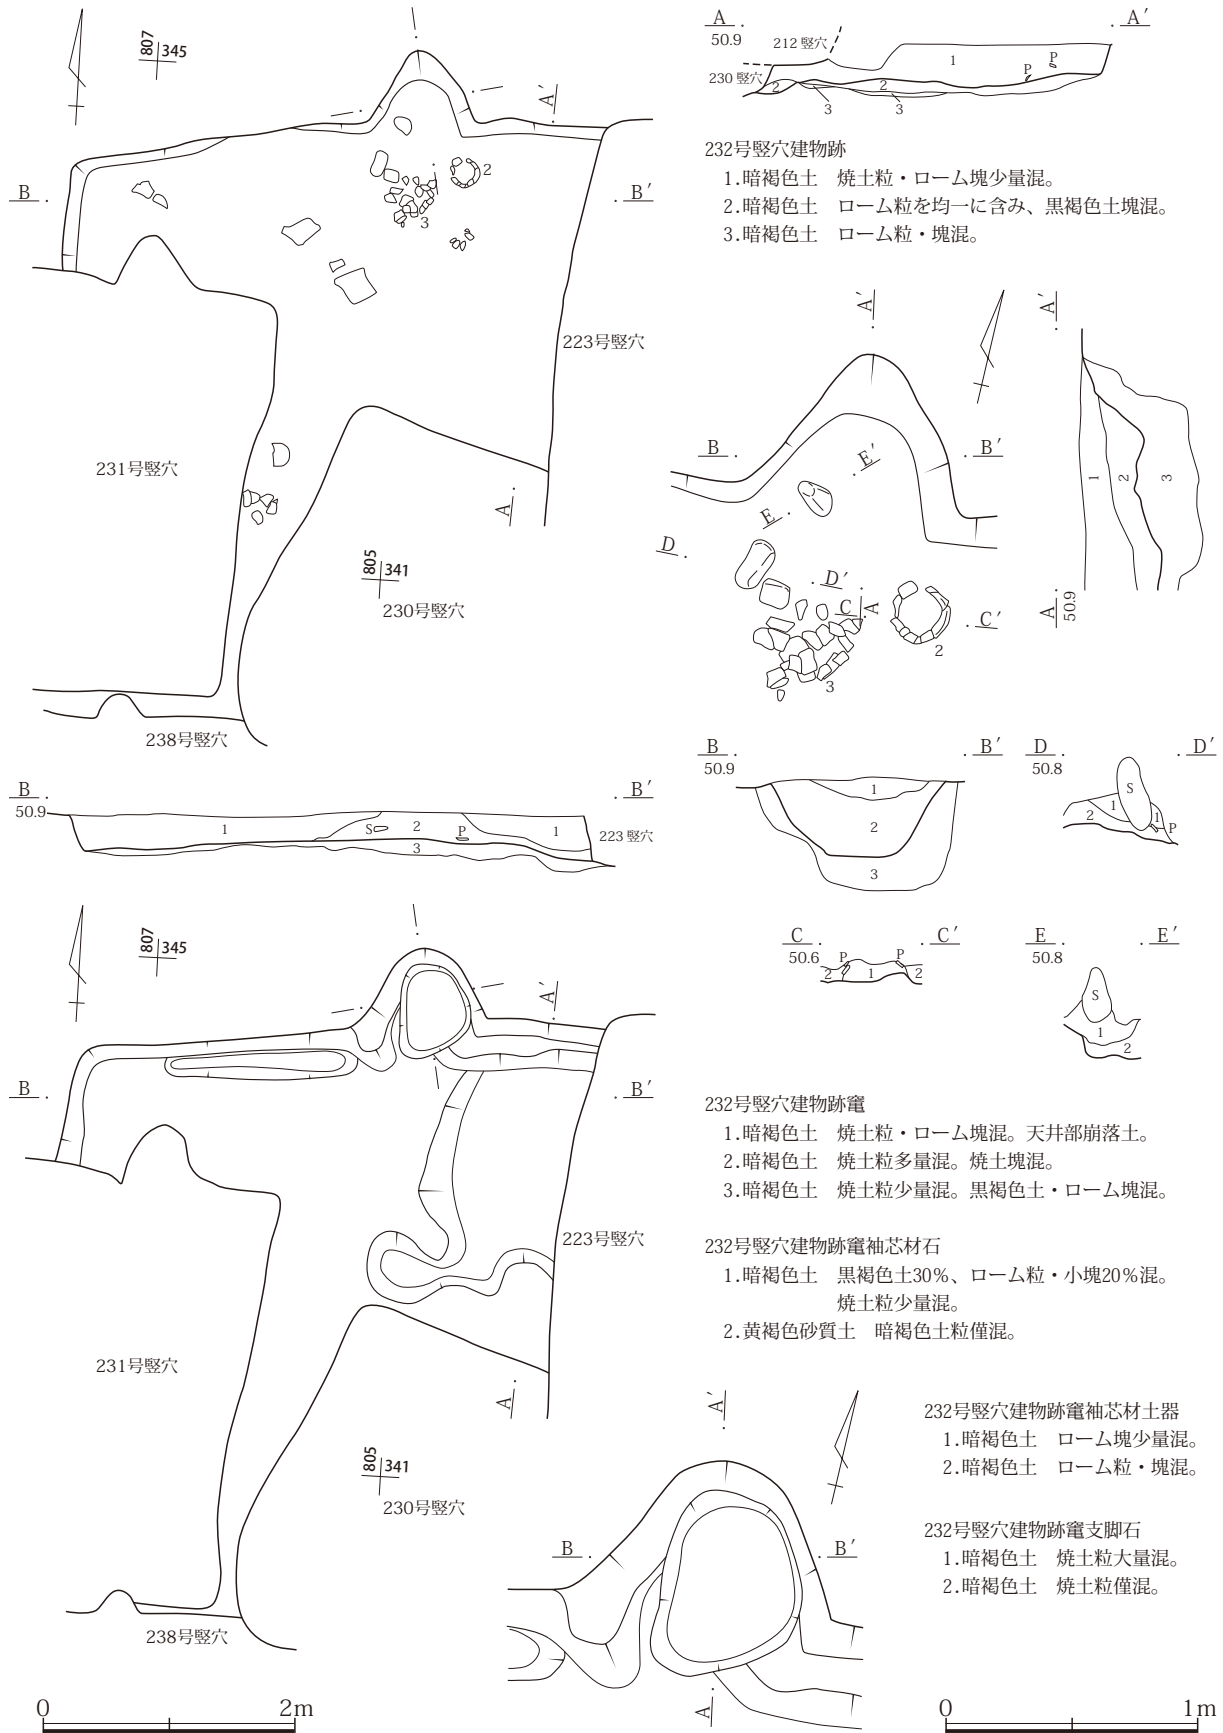 807
345
A'
B
B'
2
3
223号竪穴
231号竪穴
A
805
341
230号竪穴
238号竪穴
B
50.9
B'
1
S
2
P
1
3
223 竪穴
807
345
A'
B
B'
223号竪穴
231号竪穴
A
805
341
230号竪穴
238号竪穴
0
2m
A
50.9
A'
212 竪穴
230 竪穴
1
P
P
2
2
3
3
232号竪穴建物跡
1.暗褐色土　焼土粒・ローム塊少量混。
2.暗褐色土　ローム粒を均一に含み、黒褐色土塊混。
3.暗褐色土　ローム粒・塊混。
A'
B
B'
E'
E
D
D'
C
A
C'
2
3
A'
1
2
3
A
50.9
B
50.9
B'
1
2
3
D
50.8
D'
S
2
1
1
P
C
50.6
C'
P
P
2
1
2
E
50.8
E'
S
1
2
232号竪穴建物跡竈
1.暗褐色土　焼土粒・ローム塊混。天井部崩落土。
2.暗褐色土　焼土粒多量混。焼土塊混。
3.暗褐色土　焼土粒少量混。黒褐色土・ローム塊混。
232号竪穴建物跡竈袖芯材石
1.暗褐色土　黒褐色土30%、ローム粒・小塊20%混。
焼土粒少量混。
2.黄褐色砂質土　暗褐色土粒僅混。
A'
B
B'
A
232号竪穴建物跡竈袖芯材土器
1.暗褐色土　ローム塊少量混。
2.暗褐色土　ローム粒・塊混。
232号竪穴建物跡竈支脚石
1.暗褐色土　焼土粒大量混。
2.暗褐色土　焼土粒僅混。
0
1m